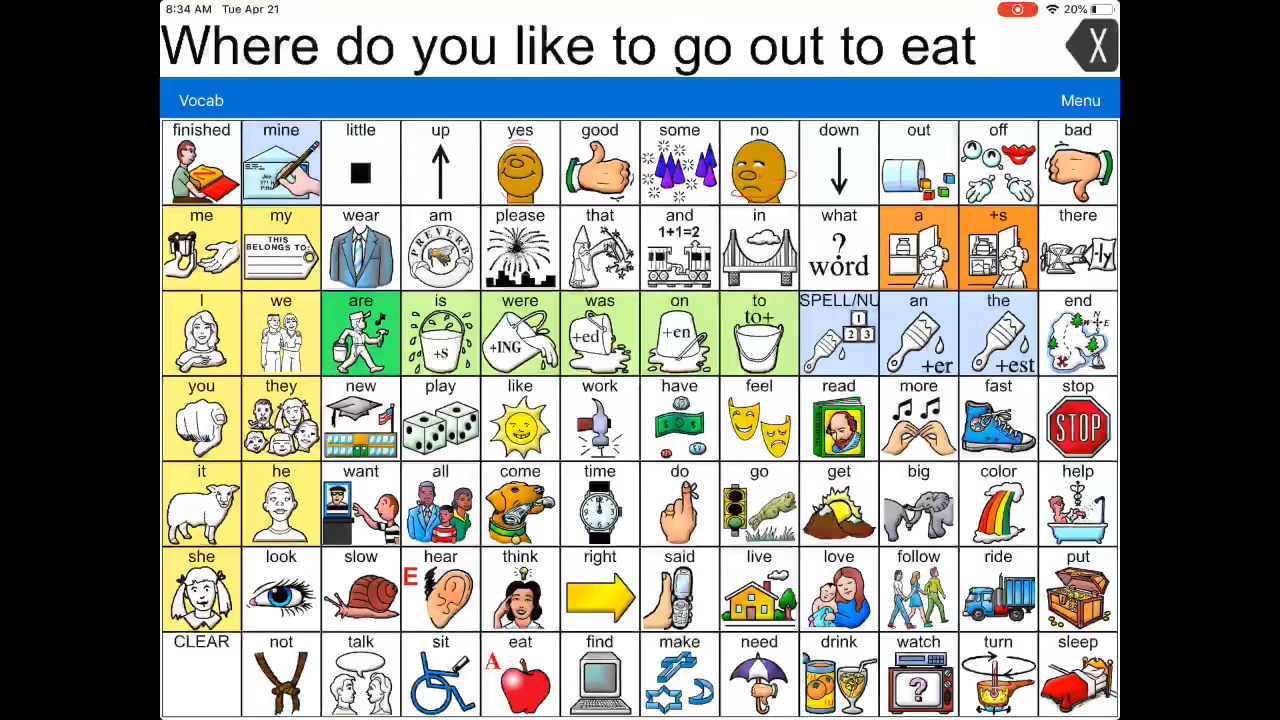 8:34 AM Tue Apr 21 20%
Where do you like to go out to eat X
Vocab Menu
finished mine little up yes good some no down out off bad
me my wear am please that and in what a +s there
THIS BELONGS TO: PREVERB 1+1=2 ? word -ly
I we are is were was on to SPELL/NU an the end
+S +ING +ed +en to+ 1 2 3 +er +est N W E S
you they new play like work have feel read more fast stop
STOP
it he want all come time do go get big color help
she look slow hear think right said live love follow ride put
E
CLEAR not talk sit eat find make need drink watch turn sleep
A ?